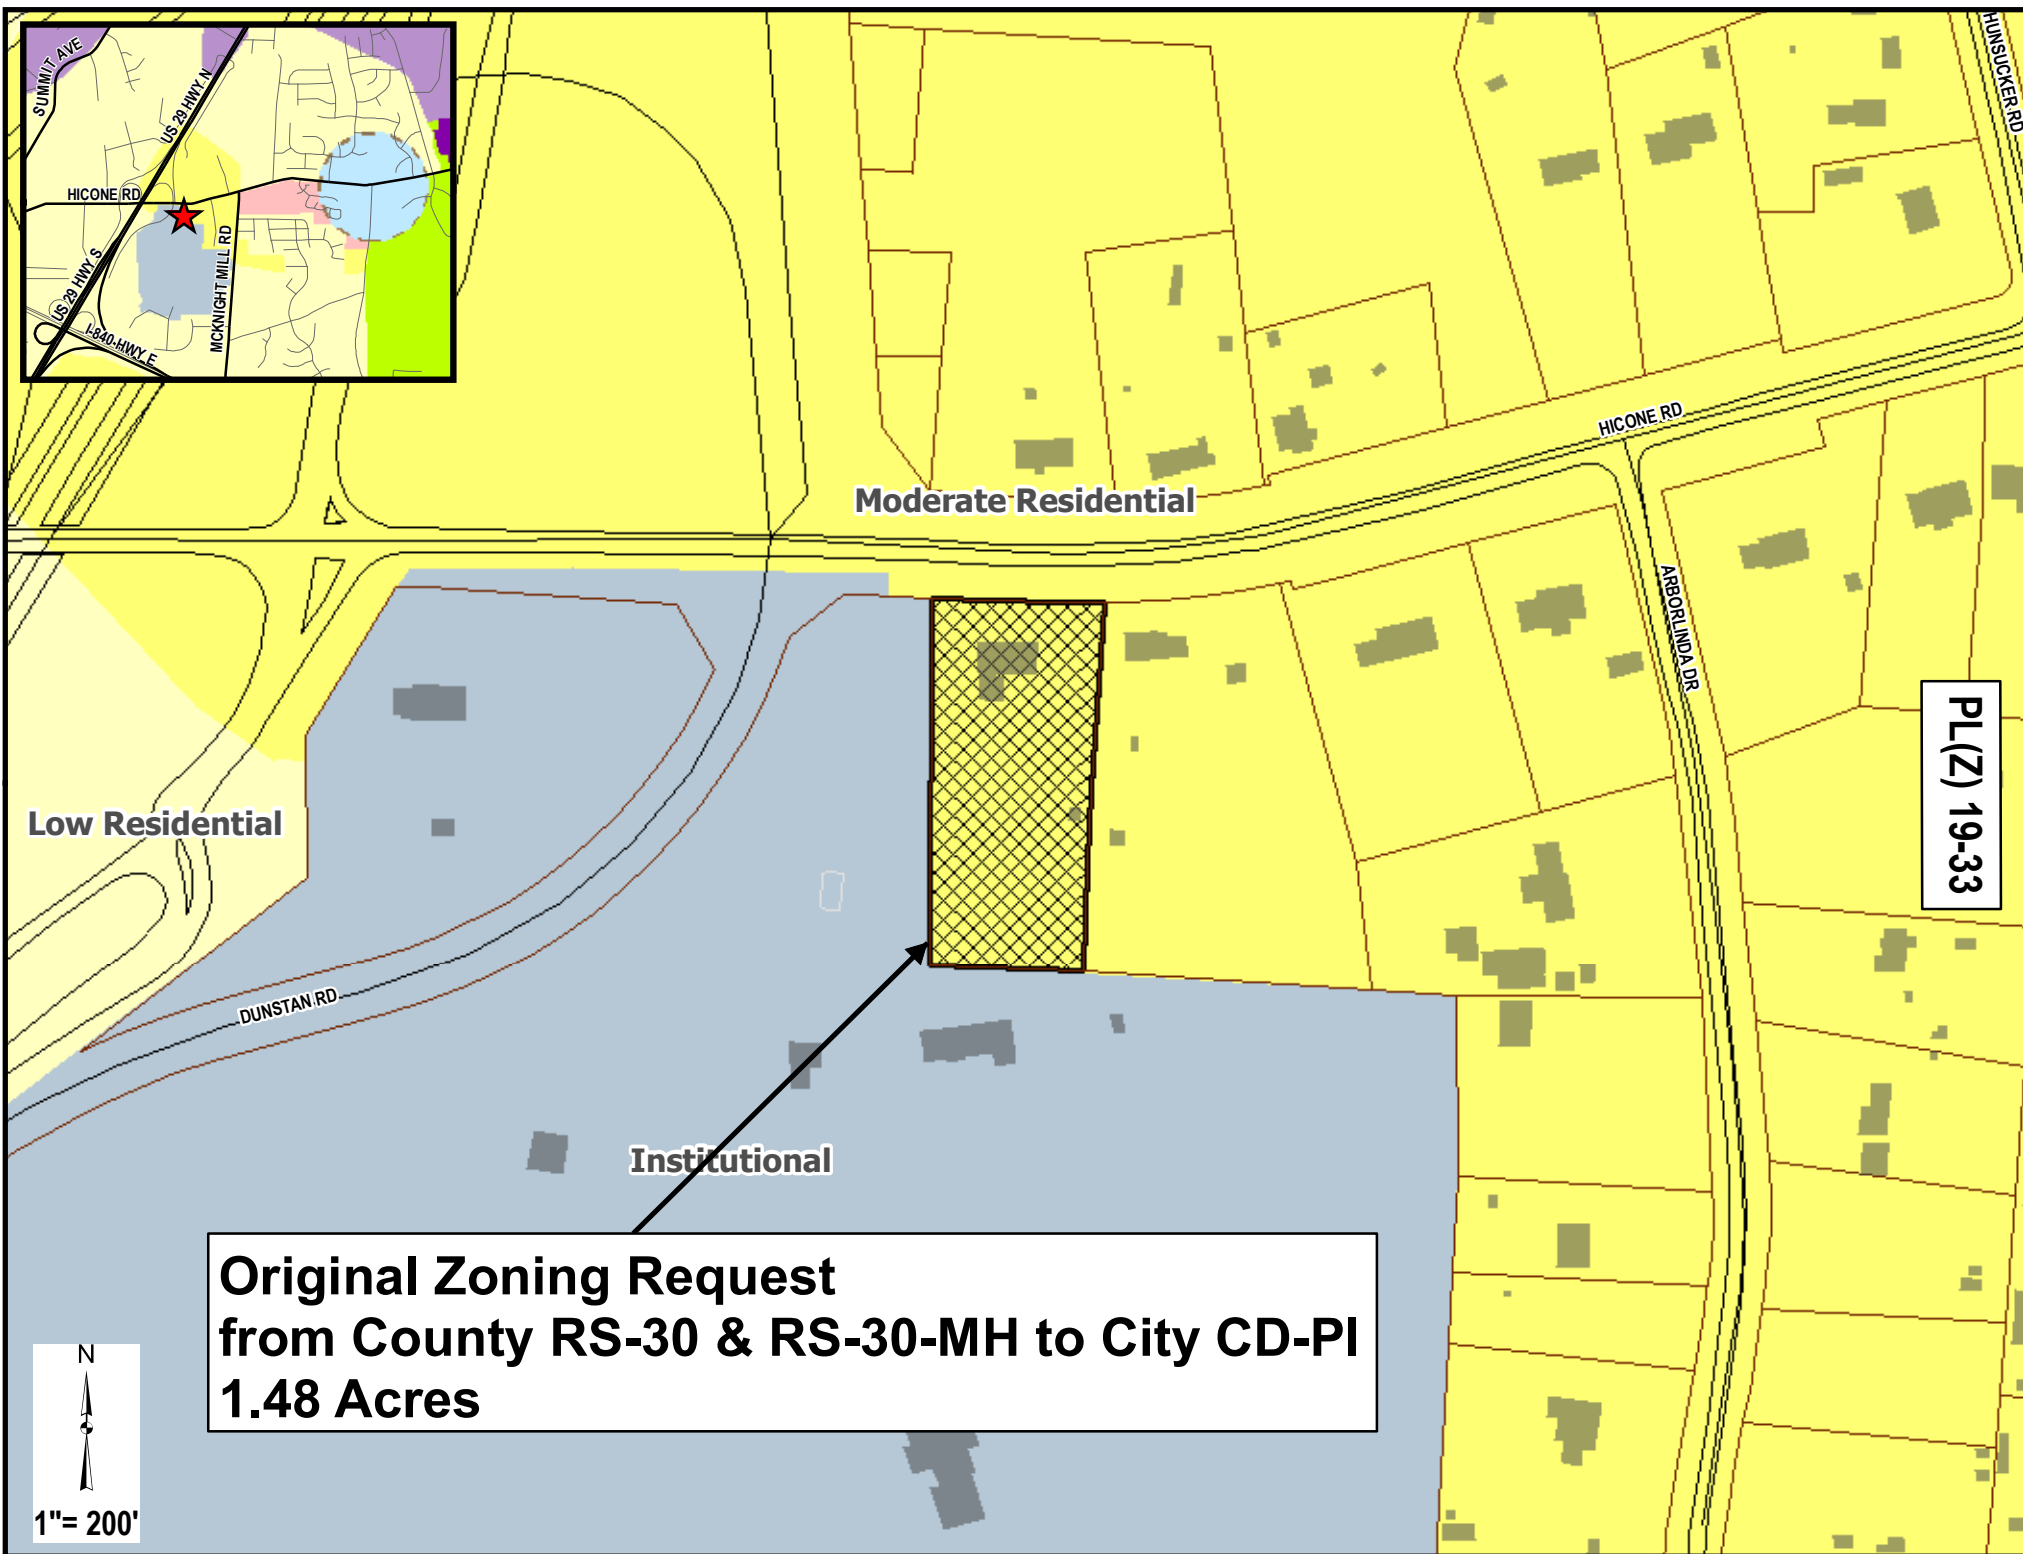 SUMMIT AVE
US 29 HWY N
HICONE RD
US 29 HWY S
MCKNIGHT MILL RD
I-840-HWY E
HUNSUCKER RD
HICONE RD
Moderate Residential
ARBORLINDA DR
PL(Z) 19-33
Low Residential
DUNSTAN RD
Institutional
Original Zoning Request
from County RS-30 & RS-30-MH to City CD-PI
1.48 Acres
N
1"= 200'